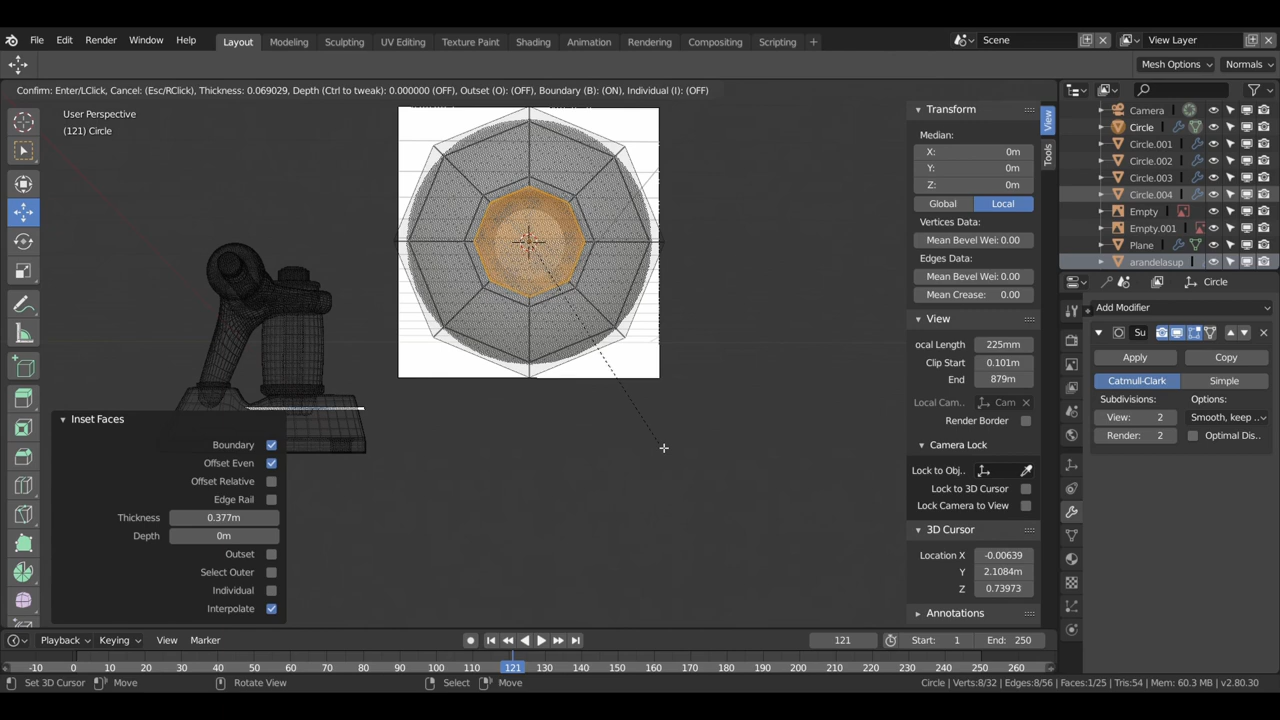 File Edit Render Window Help Layout Modeling Sculpting UV Editing Texture Paint Shading Animation Rendering Compositing Scripting + Scene View Layer
Mesh Options Normals
Confirm: Enter/LClick, Cancel: (Esc/RClick), Thickness: 0.069029, Depth (Ctrl to tweak): 0.000000 (OFF), Outset (O): (OFF), Boundary (B): (ON), Individual (I): (OFF)
User Perspective
(121) Circle
Transform
Median:
X: 0m
Y: 0m
Z: 0m
Global Local
Vertices Data:
Mean Bevel Wei: 0.00
Edges Data:
Mean Bevel Wei: 0.00
Mean Crease: 0.00
View
ocal Length 225mm
Clip Start 0.101m
End 879m
Local Cam.. Cam
Render Border
Camera Lock
Lock to Obj..
Lock to 3D Cursor
Lock Camera to View
3D Cursor
Location X -0.00639
Y 2.1084m
Z 0.73973
Annotations
View
Tools
Camera
Circle
Circle.001
Circle.002
Circle.003
Circle.004
Empty
Empty.001
Plane
arandelasup
Circle
Add Modifier
Su
Apply Copy
Catmull-Clark Simple
Subdivisions: Options:
View: 2 Smooth, keep ..
Render: 2 Optimal Dis..
Inset Faces
Boundary
Offset Even
Offset Relative
Edge Rail
Thickness 0.377m
Depth 0m
Outset
Select Outer
Individual
Interpolate
Playback Keying View Marker 121 Start: 1 End: 250
-10 0 10 20 30 40 50 60 70 80 90 100 110 121 130 140 150 160 170 180 190 200 210 220 230 240 250 260
Set 3D Cursor Move Rotate View Select Move Circle | Verts:8/32 | Edges:8/56 | Faces:1/25 | Tris:54 | Mem: 60.3 MB | v2.80.30